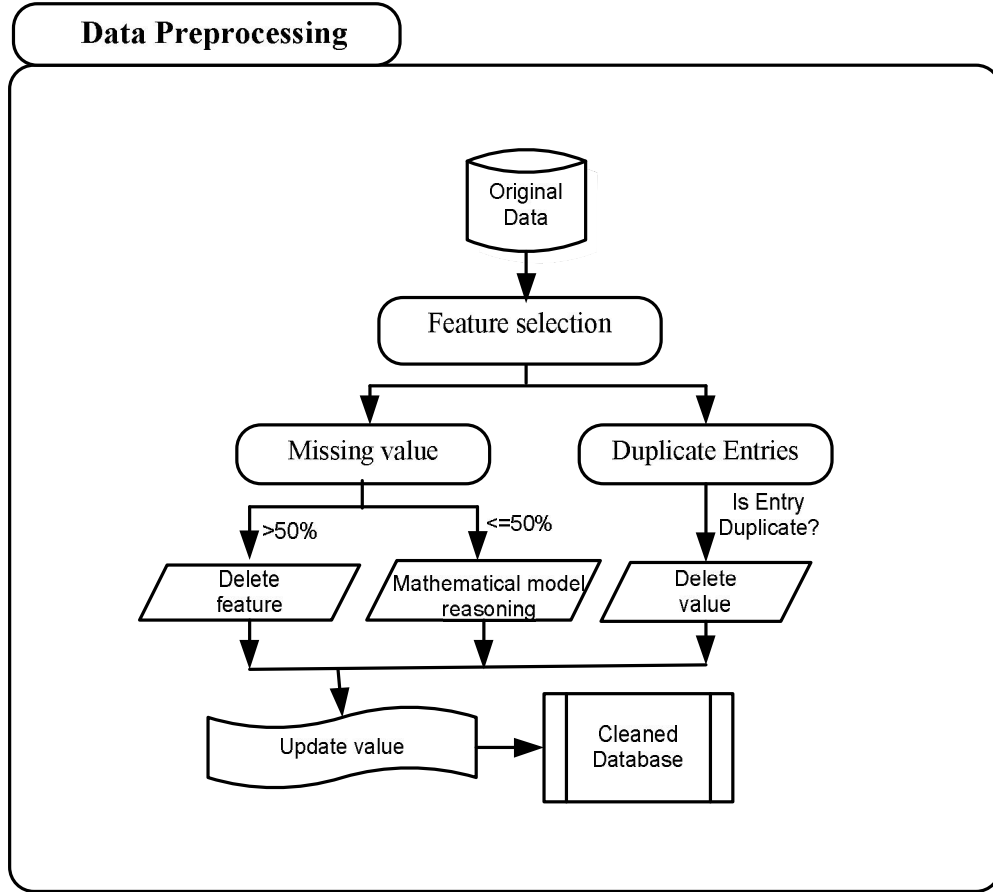 Data Preprocessing
Original
Data
Feature selection
Missing value
Duplicate Entries
>50%
<=50%
Is Entry
Duplicate?
Delete
feature
Mathematical model
reasoning
Delete
value
Update value
Cleaned
Database